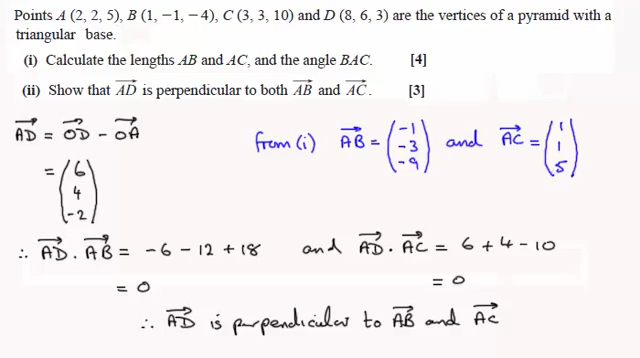 Points A (2, 2, 5), B (1, −1, −4), C (3, 3, 10) and D (8, 6, 3) are the vertices of a pyramid with a
triangular base.
(i) Calculate the lengths AB and AC, and the angle BAC. [4]
(ii) Show that →AD is perpendicular to both →AB and →AC. [3]
→AD = →OD − →OA
= (6 4 −2)
from (i) →AB = (−1 −3 −9) and →AC = (1 1 5)
∴ →AD . →AB = −6 − 12 + 18 and →AD . →AC = 6 + 4 − 10
= 0 = 0
∴ →AD is perpendicular to →AB and →AC